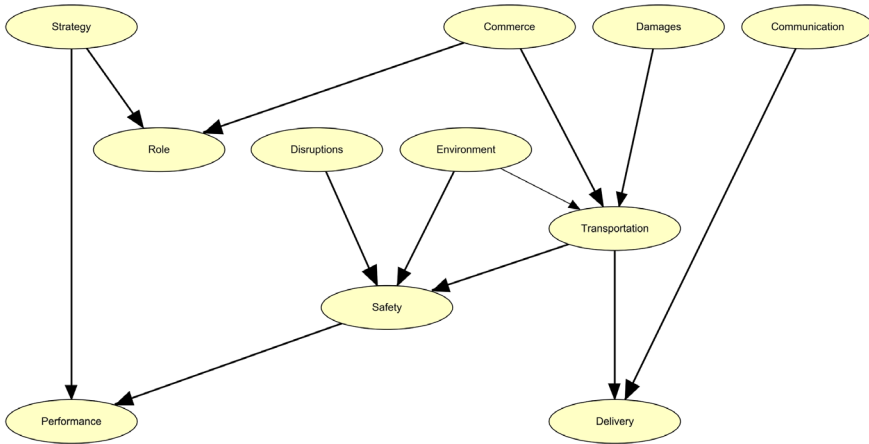 Strategy
Commerce
Damages
Communication
Role
Disruptions
Environment
Transportation
Safety
Performance
Delivery